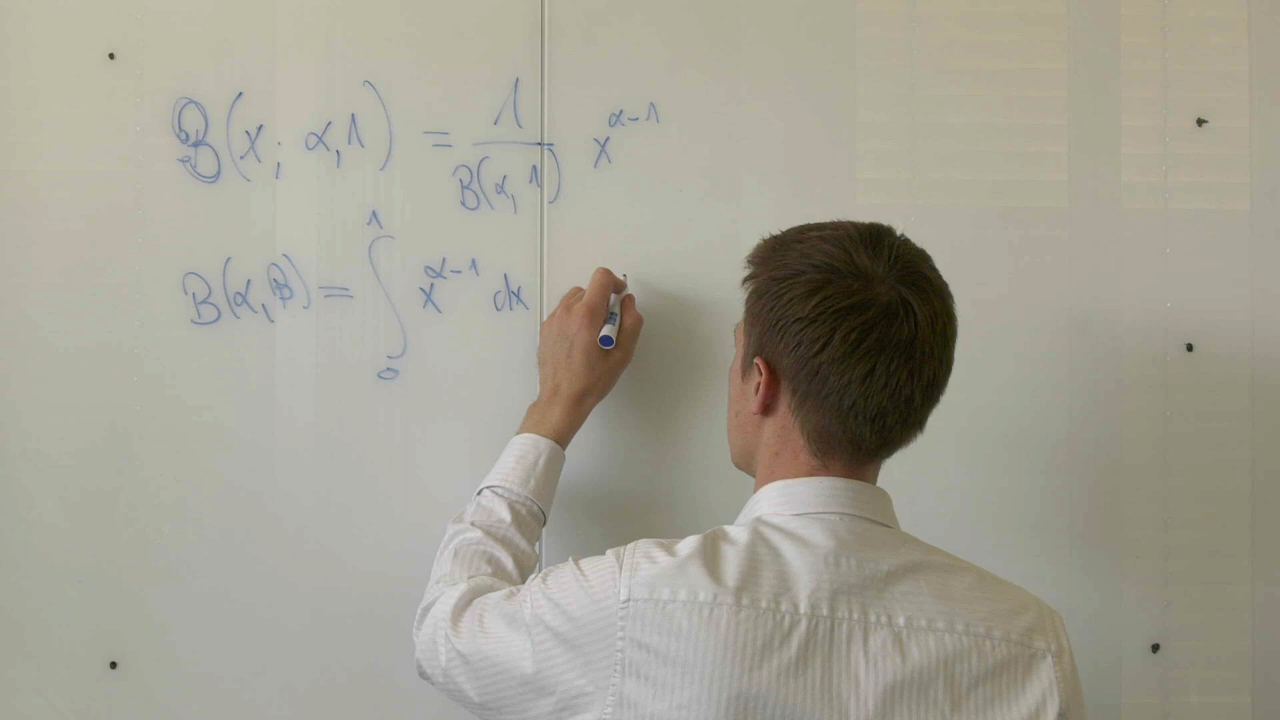 B(x; α,1) = 1/B(α,1) x^α-1
B(α,B) = ∫₀¹ x^α-1 dx